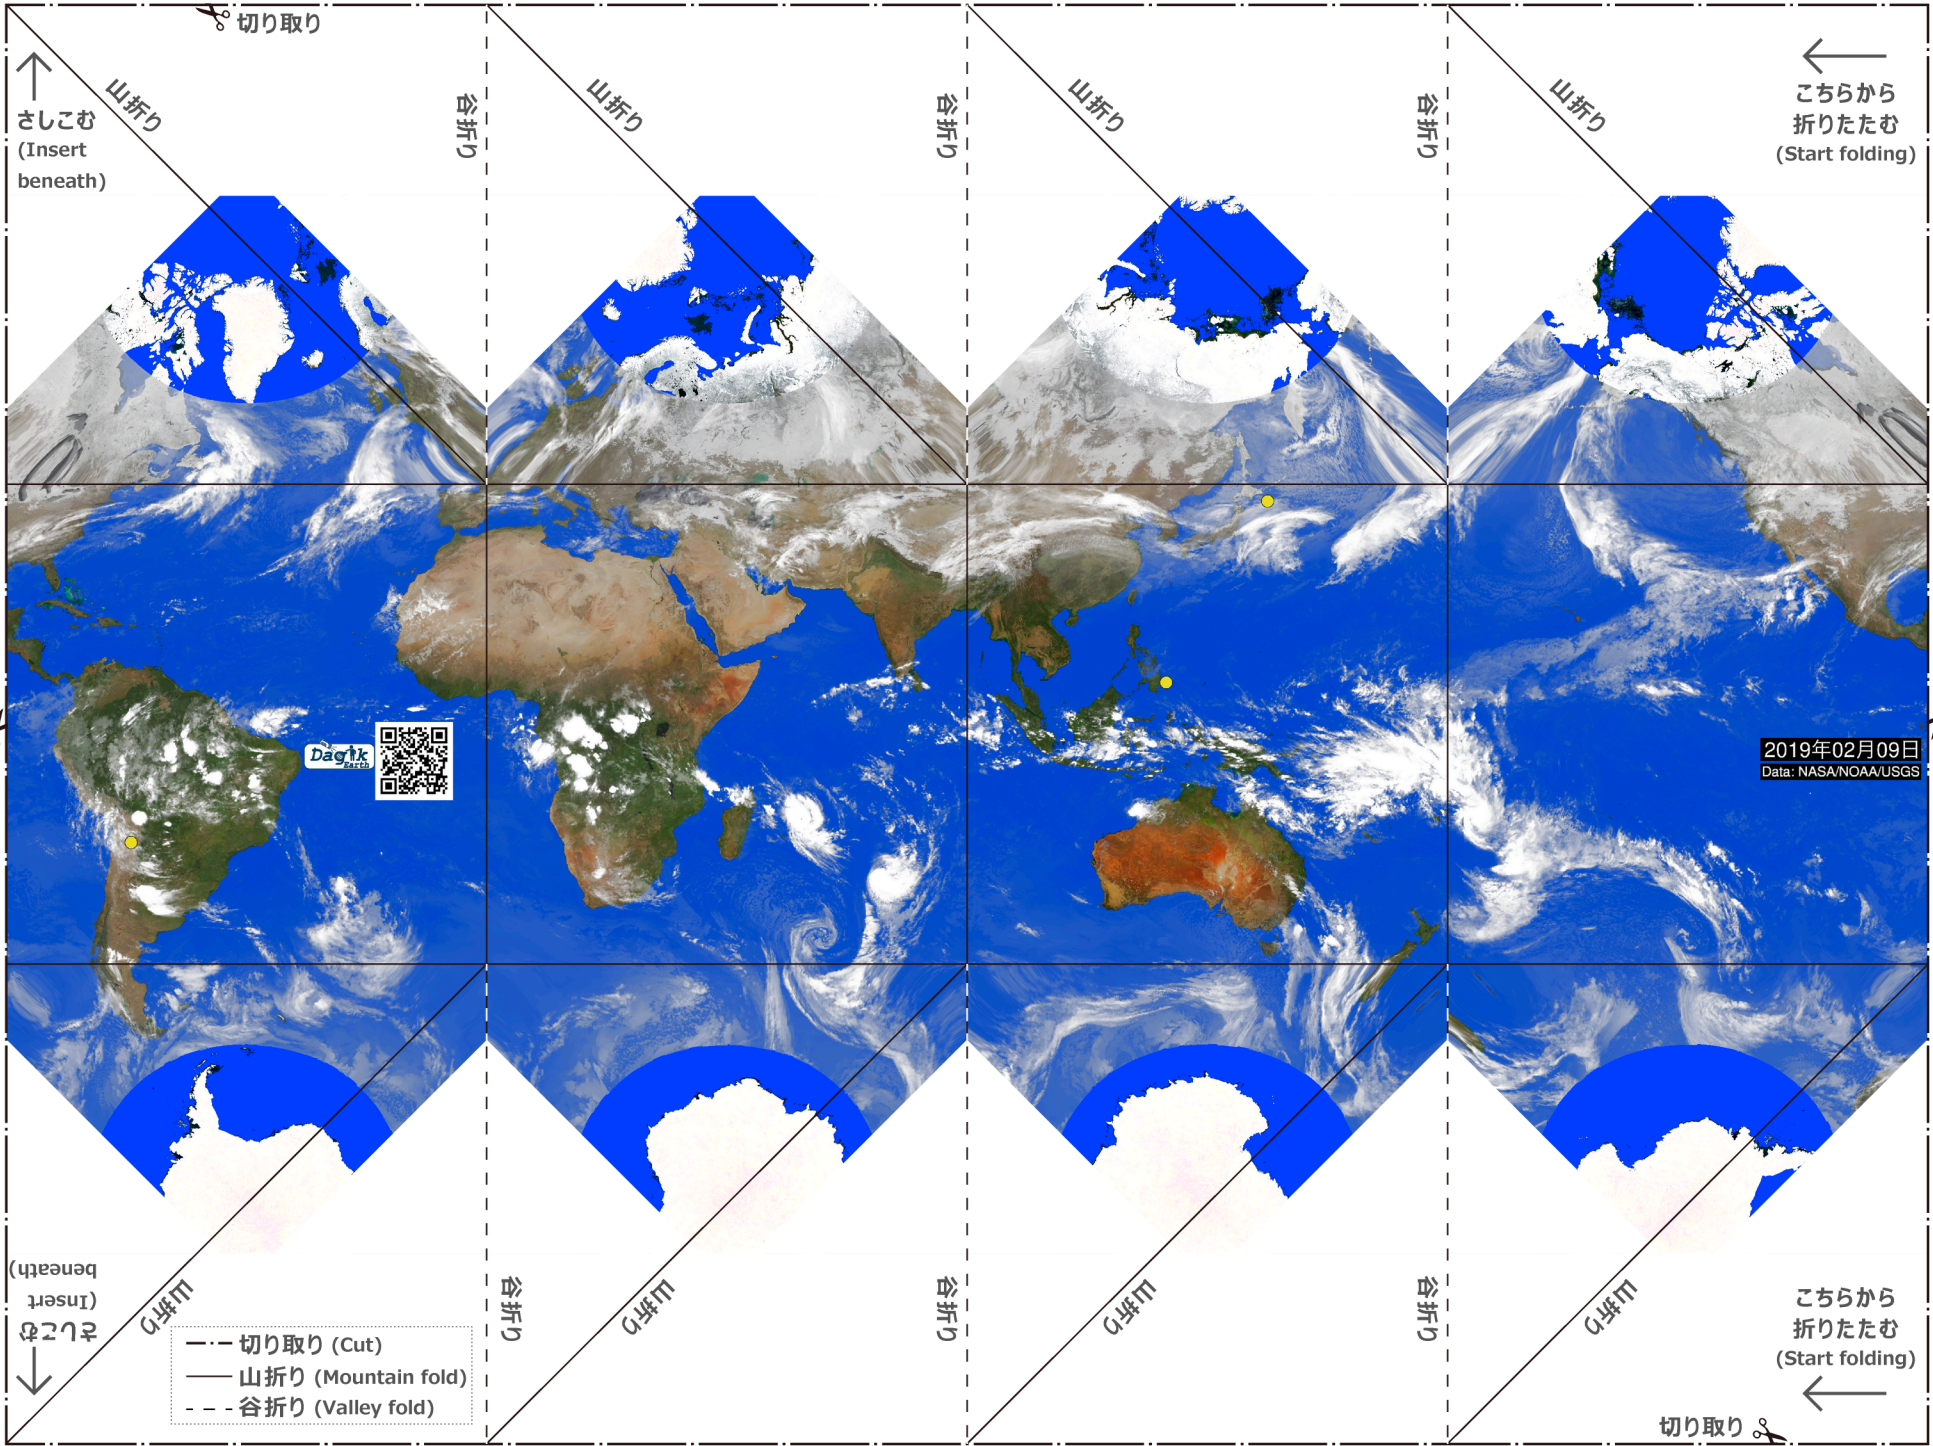 切り取り
山折り
谷折り
山折り
谷折り
山折り
谷折り
山折り
こちらから
折りたたむ
(Start folding)
さしこむ
(Insert
beneath)
Dagik
Earth
2019年02月09日
Data: NASA/NOAA/USGS
さしこむ
(Insert
beneath)
山折り
谷折り
山折り
谷折り
山折り
谷折り
山折り
こちらから
折りたたむ
(Start folding)
切り取り (Cut)
山折り (Mountain fold)
谷折り (Valley fold)
切り取り